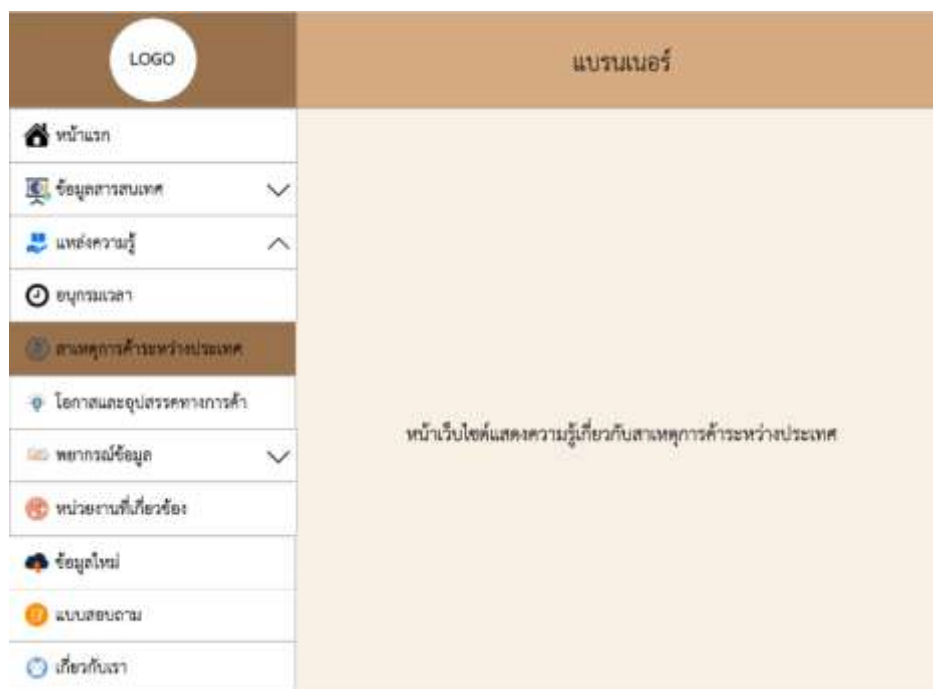 LOGO
แบรนเนอร์
หน้าแรก
ข้อมูลสารสนเทศ
แหล่งความรู้
อนุกรมเวลา
สาเหตุการค้าระหว่างประเทศ
โอกาสและอุปสรรคทางการค้า
หน้าเว็บไซต์แสดงความรู้เกี่ยวกับสาเหตุการค้าระหว่างประเทศ
พยากรณ์ข้อมูล
หน่วยงานที่เกี่ยวข้อง
ข้อมูลใหม่
แบบสอบถาม
เกี่ยวกับเรา